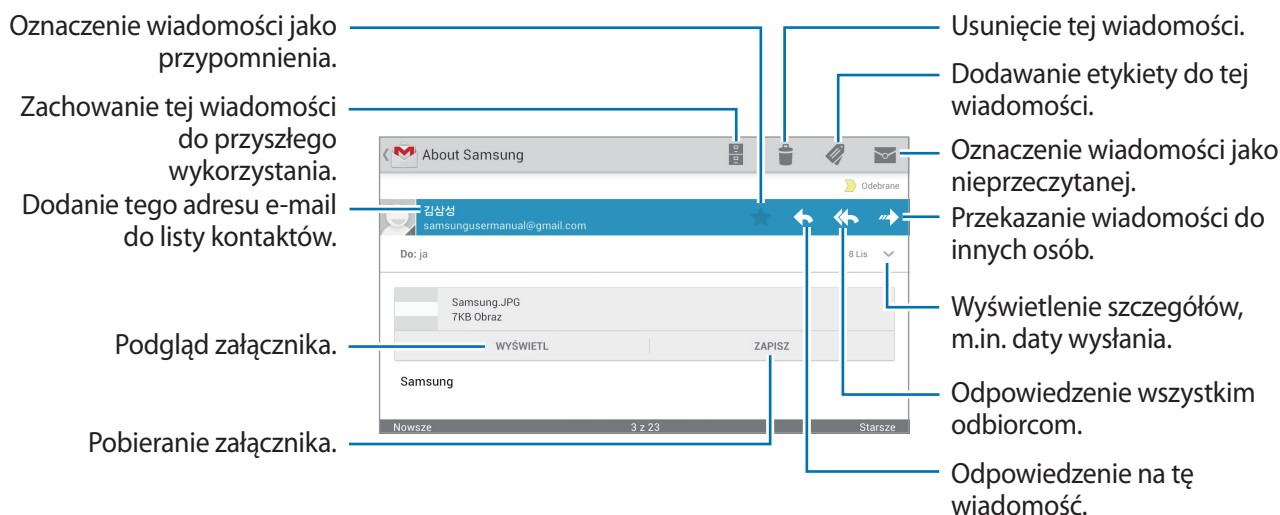 Oznaczenie wiadomości jako
przypomnienia.
Zachowanie tej wiadomości
do przyszłego
wykorzystania.
Dodanie tego adresu e-mail
do listy kontaktów.
Podgląd załącznika.
Pobieranie załącznika.
About Samsung
Odebrane
김삼성
samsungusermanual@gmail.com
Do: ja
8 Lis
Samsung.JPG
7KB Obraz
WYŚWIETL
ZAPISZ
Samsung
Nowsze
3 z 23
Starsze
Usunięcie tej wiadomości.
Dodawanie etykiety do tej
wiadomości.
Oznaczenie wiadomości jako
nieprzeczytanej.
Przekazanie wiadomości do
innych osób.
Wyświetlenie szczegółów,
m.in. daty wysłania.
Odpowiedzenie wszystkim
odbiorcom.
Odpowiedzenie na tę
wiadomość.